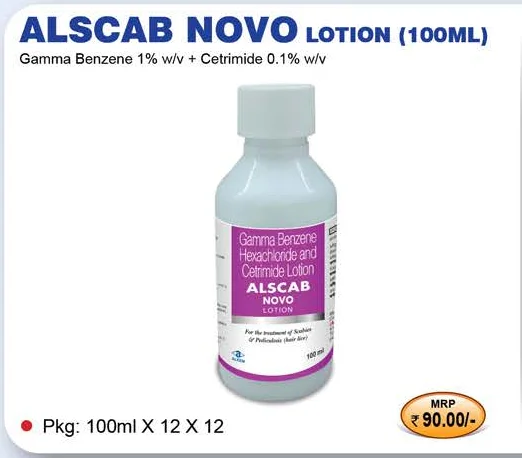 ALSCAB NOVO LOTION (100ML)
Gamma Benzene 1% w/v + Cetrimide 0.1% w/v
Gamma Benzene
Hexachloride and
Cetrimide Lotion
ALSCAB
NOVO
LOTION
For the treatment of Scabies
& Pediculosis (hair lice)
ALKEM
100 ml
Pkg: 100ml X 12 X 12
MRP
₹ 90.00/-